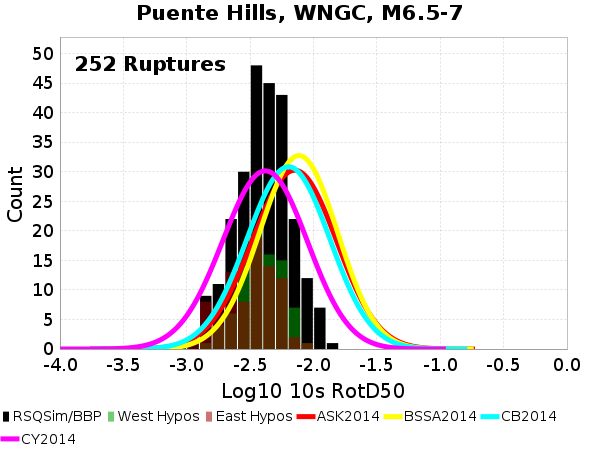 Puente Hills, WNGC, M6.5-7
252 Ruptures
Count
50
45
40
35
30
25
20
15
10
5
0
-4.0 -3.5 -3.0 -2.5 -2.0 -1.5 -1.0 -0.5 0.0
Log10 10s RotD50
RSQSim/BBP West Hypos East Hypos ASK2014 BSSA2014 CB2014
CY2014